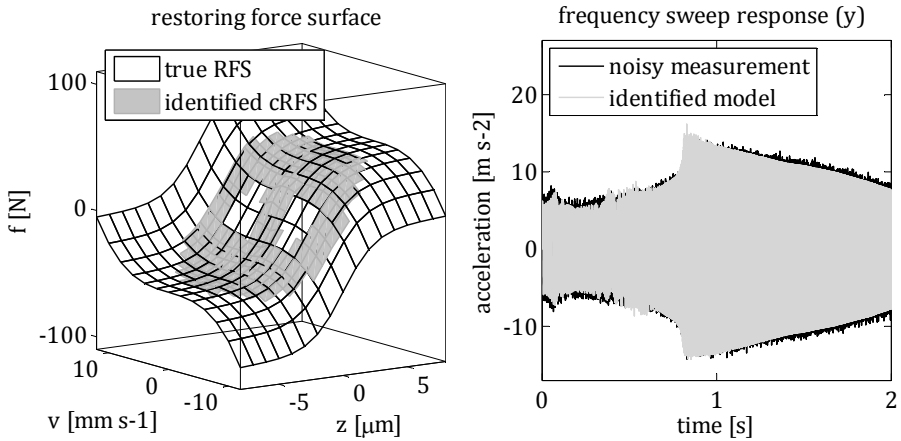 restoring force surface
true RFS
identified cRFS
100
0
-100
f [N]
10
0
-10
v [mm s-1]
-5
0
5
z [μm]
frequency sweep response (y)
noisy measurement
identified model
20
10
0
-10
acceleration [m s-2]
0
1
2
time [s]